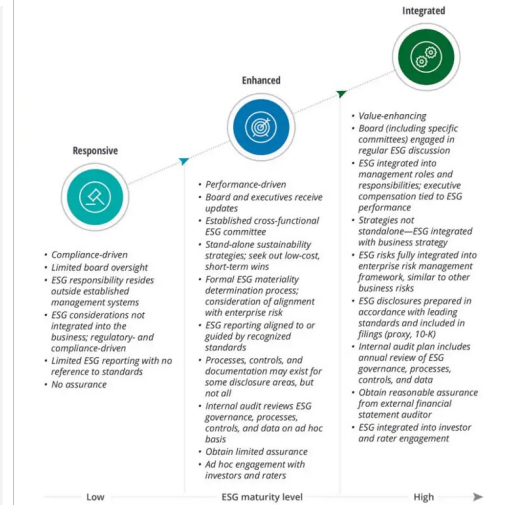 Integrated
Enhanced
Responsive
• Compliance-driven
• Limited board oversight
• ESG responsibility resides
outside established
management systems
• ESG considerations not
integrated into the
business; regulatory- and
compliance-driven
• Limited ESG reporting with no
reference to standards
• No assurance
• Performance-driven
• Board and executives receive
updates
• Established cross-functional
ESG committee
• Stand-alone sustainability
strategies; seek out low-cost,
short-term wins
• Formal ESG materiality
determination process;
consideration of alignment
with enterprise risk
• ESG reporting aligned to or
guided by recognized
standards
• Processes, controls, and
documentation may exist for
some disclosure areas, but
not all
• Internal audit reviews ESG
governance, processes,
controls, and data on ad hoc
basis
• Obtain limited assurance
• Ad hoc engagement with
investors and raters
• Value-enhancing
• Board (including specific
committees) engaged in
regular ESG discussion
• ESG integrated into
management roles and
responsibilities; executive
compensation tied to ESG
performance
• Strategies not
standalone—ESG integrated
with business strategy
• ESG risks fully integrated into
enterprise risk management
framework, similar to other
business risks
• ESG disclosures prepared in
accordance with leading
standards and included in
filings (proxy, 10-K)
• Internal audit plan includes
annual review of ESG
governance, processes,
controls, and data
• Obtain reasonable assurance
from external financial
statement auditor
• ESG integrated into investor
and rater engagement
Low
ESG maturity level
High